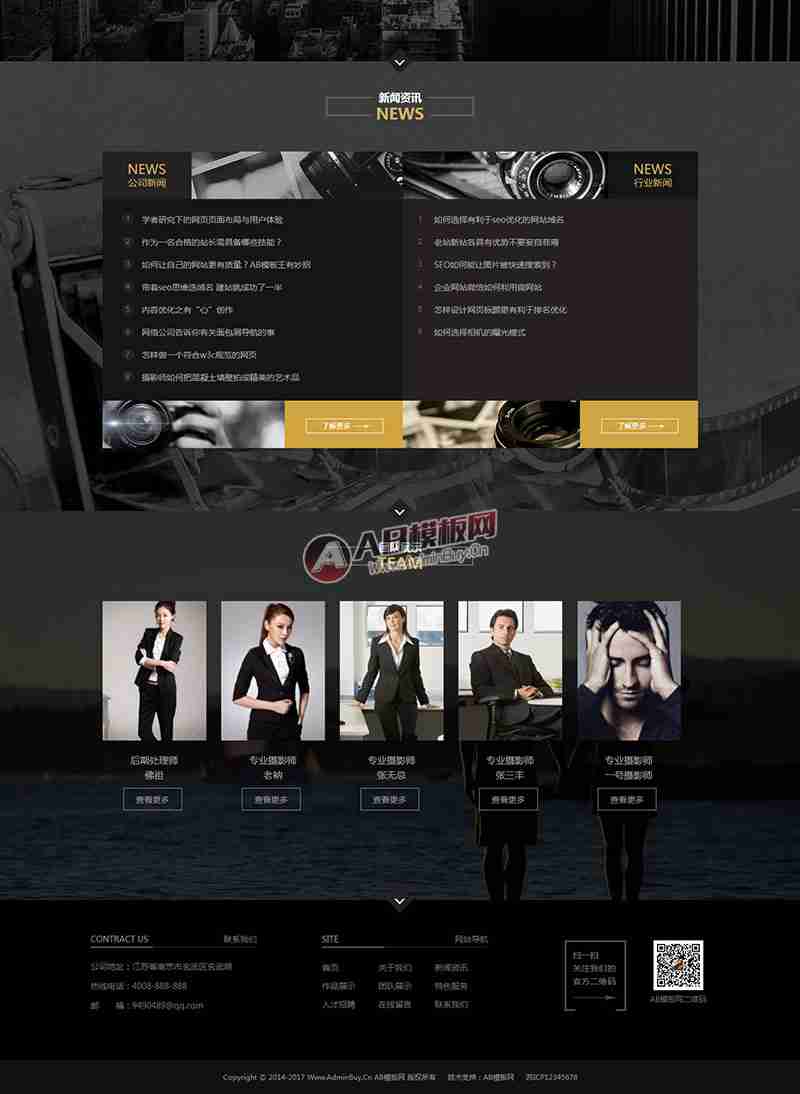 新闻资讯
NEWS
NEWS
公司新闻
NEWS
行业新闻
1 学者研究下的网页页面布局与用户体验
2 作为一名合格的站长需具备哪些技能？
3 如何让自己的网站更有质量？AB模板王有妙招
4 带着seo思维选域名 建站就成功了一半
5 内容优化之有“心”创作
6 网络公司告诉你有关面包屑导航的事
7 怎样做一个符合w3c规范的网页
8 摄影师如何把混凝土墙壁拍成精美的艺术品
1 如何选择有利于seo优化的网站域名
2 老站新站各具有优势不要妄自菲薄
3 SEO如何能让图片被快速搜索到？
4 企业网站微信如何利用微网站
5 怎样设计网页标题更有利于排名优化
6 如何选择相机的曝光模式
了解更多
了解更多
AB模板网
Www.AdminBuy.Cn
TEAM
后期处理师
佛祖
查看更多
专业摄影师
老衲
查看更多
专业摄影师
张无忌
查看更多
专业摄影师
张三丰
查看更多
专业摄影师
一号摄影师
查看更多
CONTRACT US 联系我们
公司地址：江苏省南京市玄武区玄武湖
热线电话：4008-888-888
邮 箱：9490489@qq.com
SITE 网站导航
首页 关于我们 新闻资讯
作品展示 团队展示 特色服务
人才招聘 在线留言 联系我们
扫一扫
关注我们的
官方二维码
AB模板网二维码
Copyright © 2014-2017 Www.AdminBuy.Cn AB模板网 版权所有 技术支持：AB模板网 苏ICP12345678